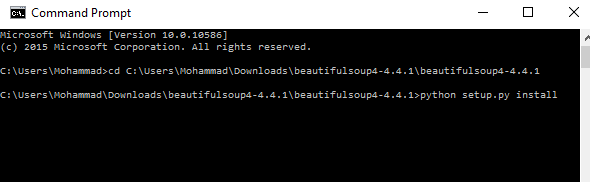 Command Prompt
Microsoft Windows [Version 10.0.10586]
(c) 2015 Microsoft Corporation. All rights reserved.
C:\Users\Mohammad>cd C:\Users\Mohammad\Downloads\beautifulsoup4-4.4.1\beautifulsoup4-4.4.1
C:\Users\Mohammad\Downloads\beautifulsoup4-4.4.1\beautifulsoup4-4.4.1>python setup.py install